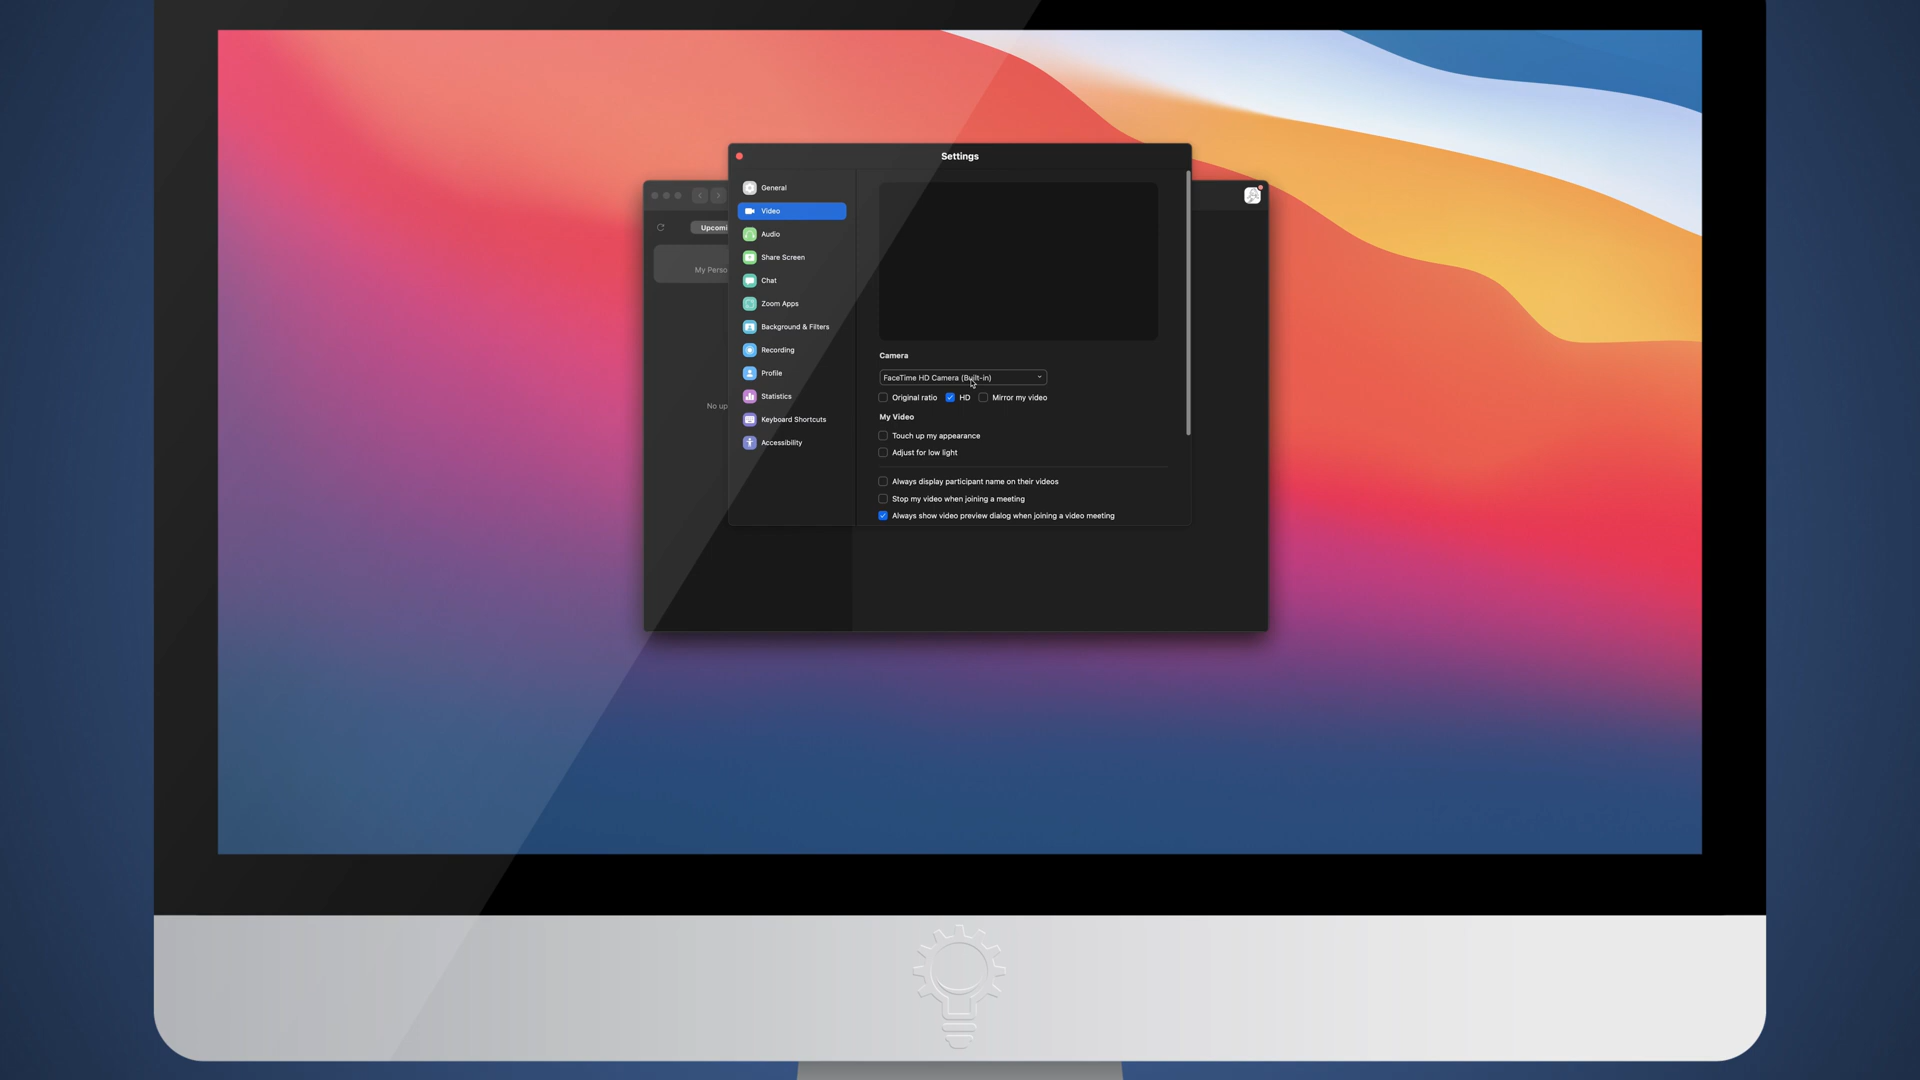 Settings
General
Video
Audio
Share Screen
Chat
Zoom Apps
Background & Filters
Recording
Profile
Statistics
Keyboard Shortcuts
Accessibility
Upcomi
My Perso
No up
Camera
FaceTime HD Camera (Built-in)
Original ratio HD Mirror my video
My Video
Touch up my appearance
Adjust for low light
Always display participant name on their videos
Stop my video when joining a meeting
Always show video preview dialog when joining a video meeting